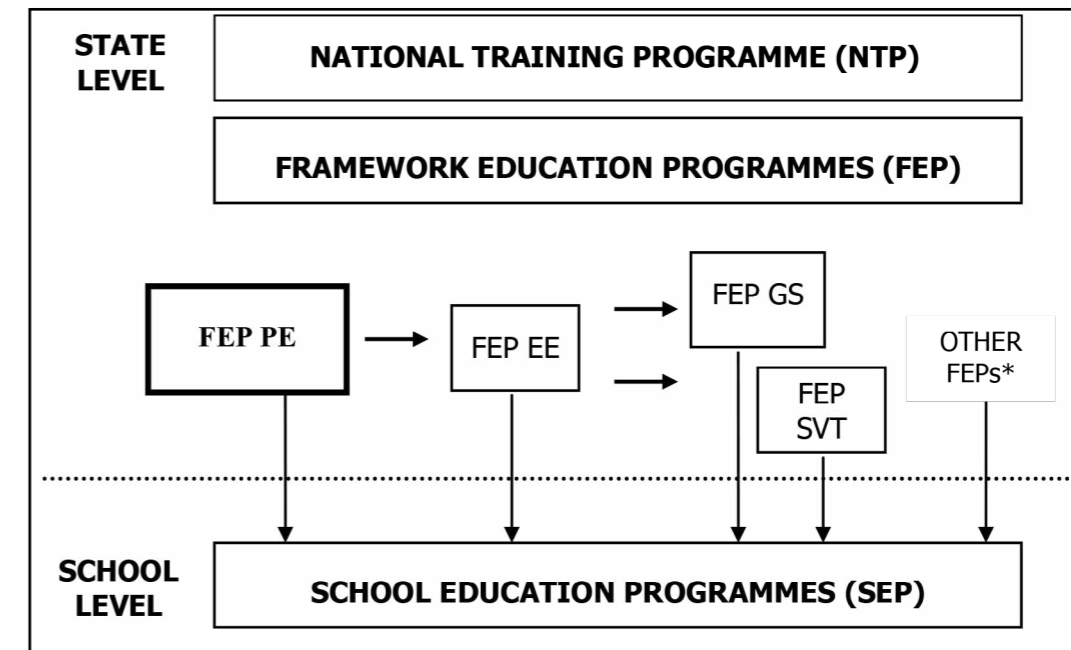 STATE
LEVEL
NATIONAL TRAINING PROGRAMME (NTP)
FRAMEWORK EDUCATION PROGRAMMES (FEP)
FEP PE
FEP EE
FEP GS
FEP
SVT
OTHER
FEPs*
SCHOOL
LEVEL
SCHOOL EDUCATION PROGRAMMES (SEP)